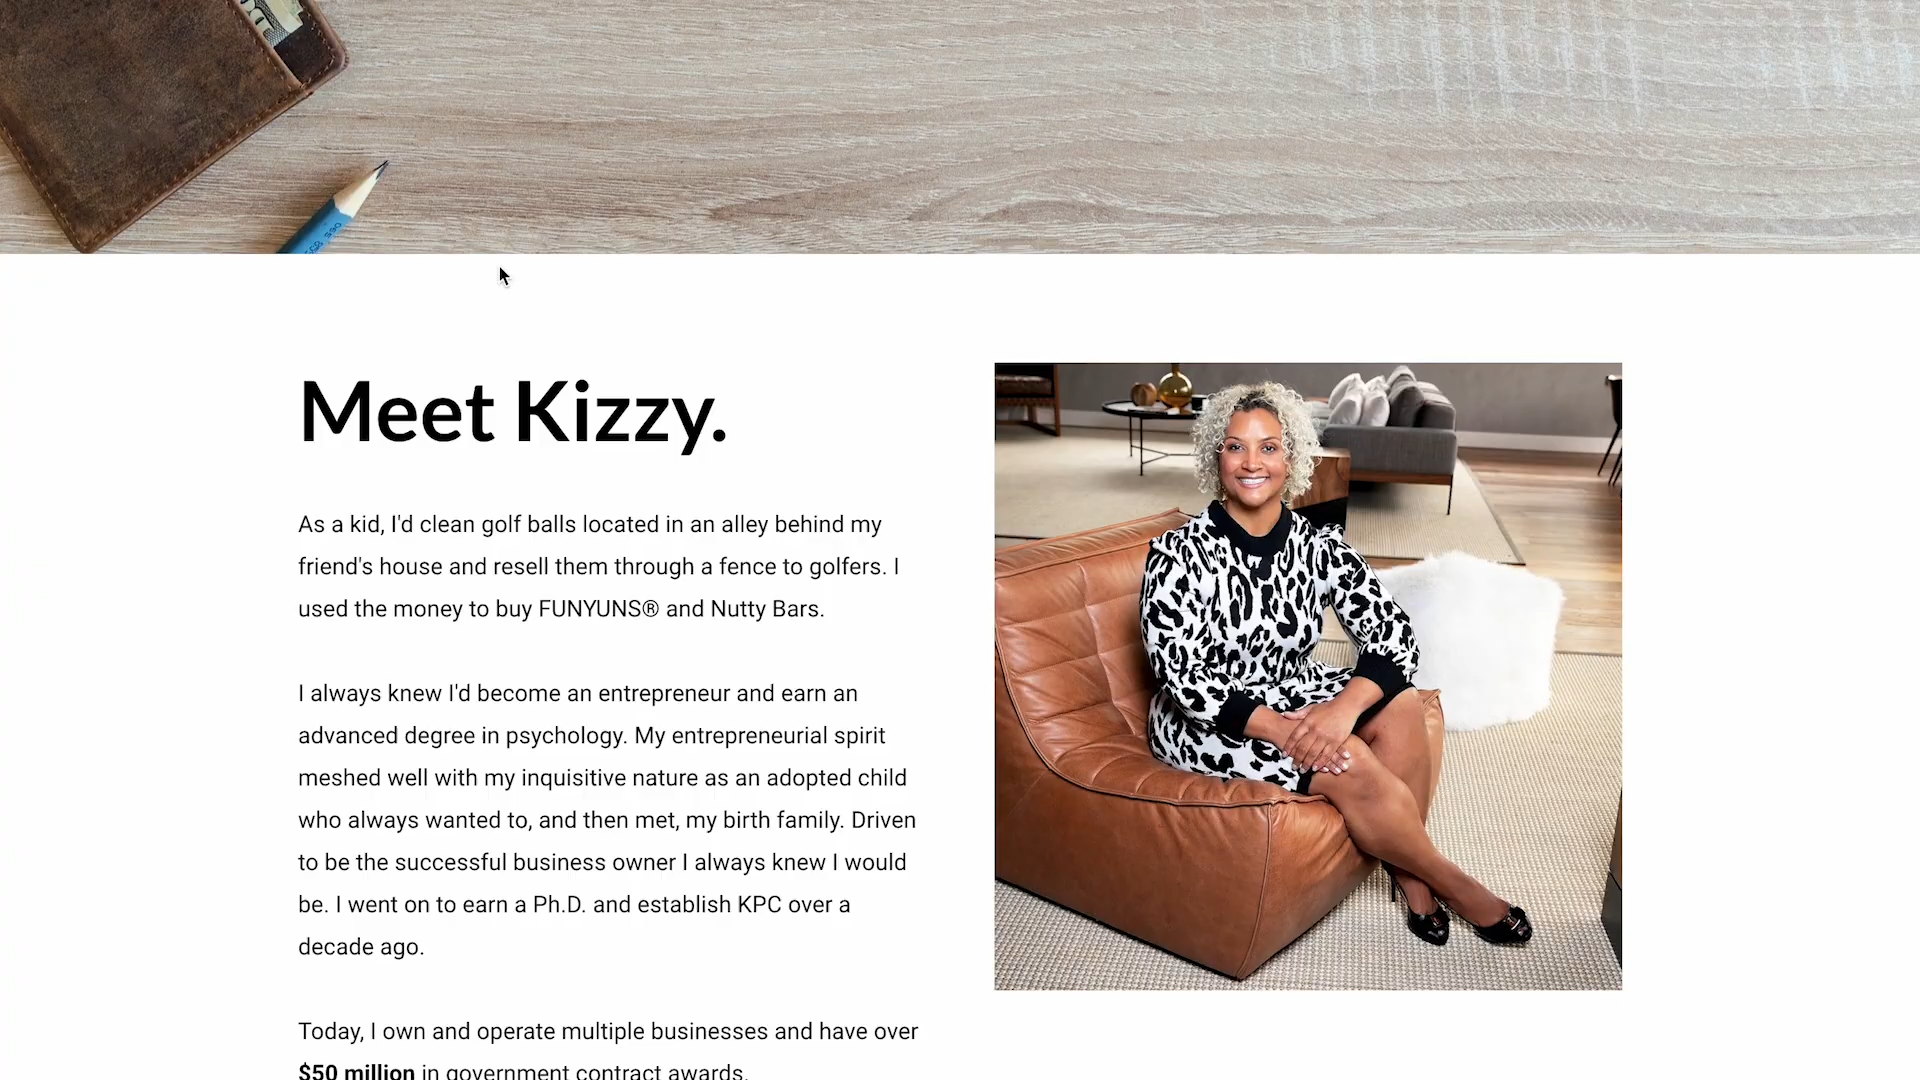 Meet Kizzy.
As a kid, I'd clean golf balls located in an alley behind my
friend's house and resell them through a fence to golfers. I
used the money to buy FUNYUNS® and Nutty Bars.
I always knew I'd become an entrepreneur and earn an
advanced degree in psychology. My entrepreneurial spirit
meshed well with my inquisitive nature as an adopted child
who always wanted to, and then met, my birth family. Driven
to be the successful business owner I always knew I would
be. I went on to earn a Ph.D. and establish KPC over a
decade ago.
Today, I own and operate multiple businesses and have over
$50 million in government contract awards.